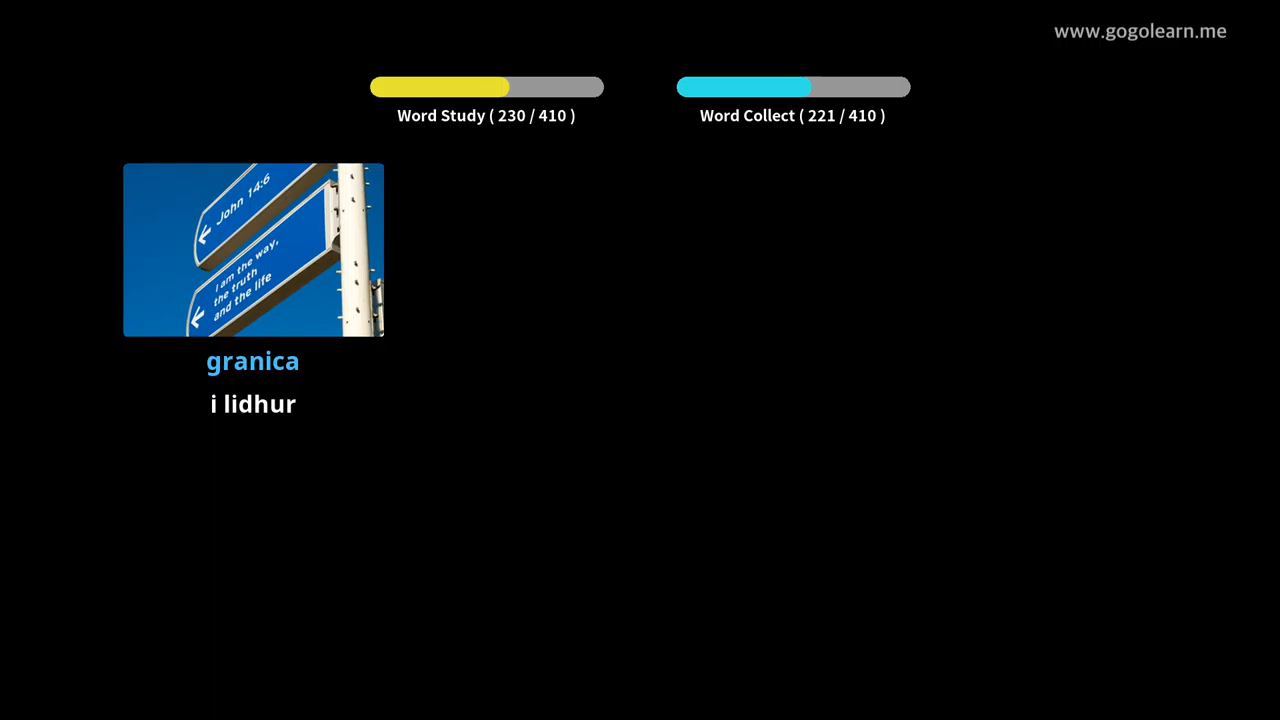 www.gogolearn.me
Word Study ( 230 / 410 )
Word Collect ( 221 / 410 )
John 14:6
I am the way,
the truth
and the life
granica
i lidhur